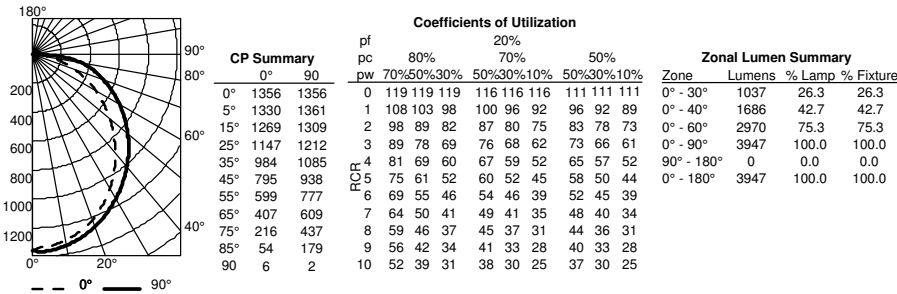 180°
90°
80°
60°
40°
20°
0°
200
400
600
800
1000
1200
0° 90°
CP Summary
0° 90
0° 1356 1356
5° 1330 1361
15° 1269 1309
25° 1147 1212
35° 984 1085
45° 795 938
55° 599 777
65° 407 609
75° 216 437
85° 54 179
90 6 2
Coefficients of Utilization
pf 20%
pc 80% 70% 50%
pw 70%50%30% 50%30%10% 50%30%10%
RCR
0 119 119 119 116 116 116 111 111 111
1 108 103 98 100 96 92 96 92 89
2 98 89 82 87 80 75 83 78 73
3 89 78 69 76 68 62 73 66 61
4 81 69 60 67 59 52 65 57 52
5 75 61 52 60 52 45 58 50 44
6 69 55 46 54 46 39 52 45 39
7 64 50 41 49 41 35 48 40 34
8 59 46 37 45 37 31 44 36 31
9 56 42 34 41 33 28 40 33 28
10 52 39 31 38 30 25 37 30 25
Zonal Lumen Summary
Zone Lumens % Lamp % Fixture
0° - 30° 1037 26.3 26.3
0° - 40° 1686 42.7 42.7
0° - 60° 2970 75.3 75.3
0° - 90° 3947 100.0 100.0
90° - 180° 0 0.0 0.0
0° - 180° 3947 100.0 100.0